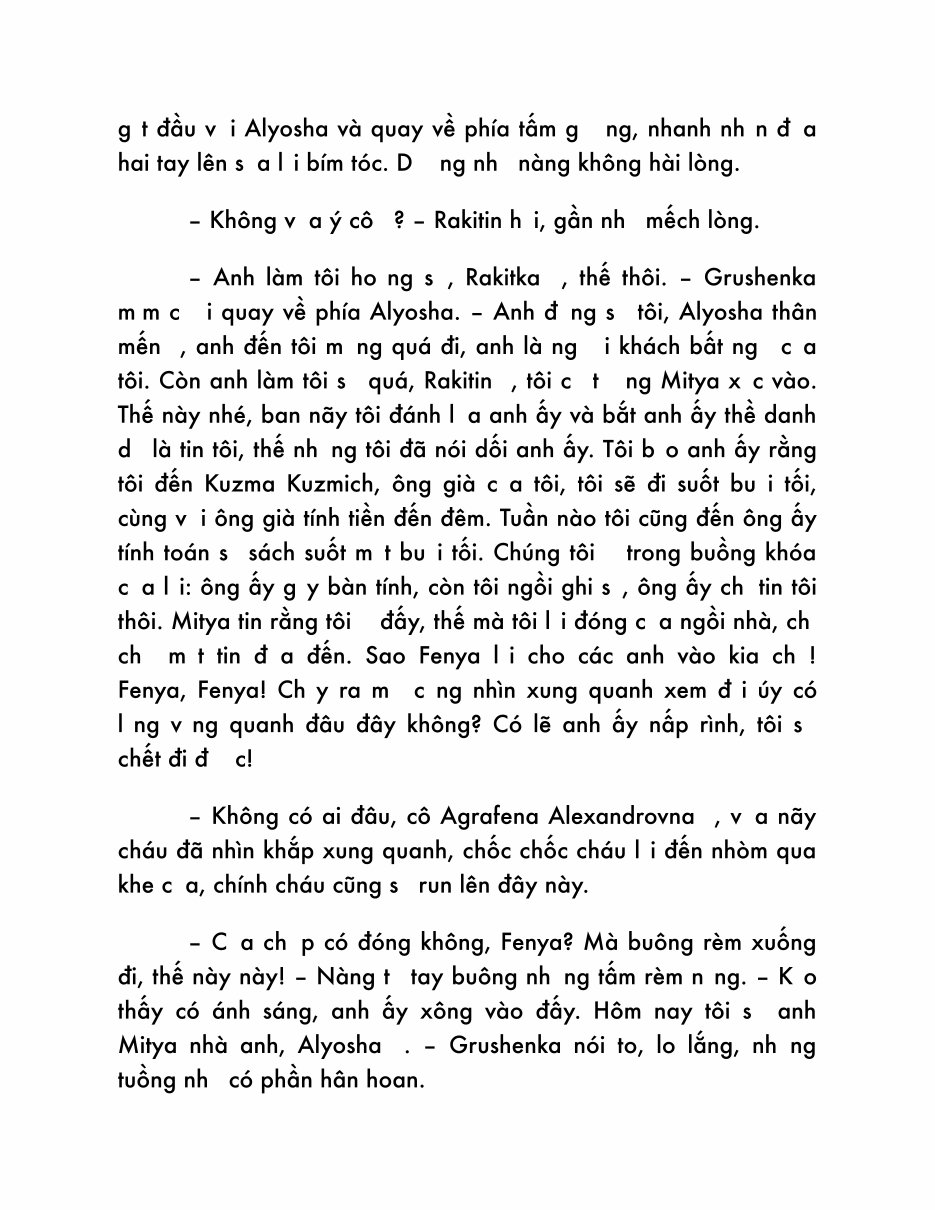 g t đầu v i Alyosha và quay về phía tấm g ng, nhanh nh n đ a
hai tay lên s a l i bím tóc. D ng nh nàng không hài lòng.
– Không v a ý cô ? – Rakitin h i, gần nh mếch lòng.
– Anh làm tôi ho ng s , Rakitka , thế thôi. – Grushenka
m m c i quay về phía Alyosha. – Anh đ ng s tôi, Alyosha thân
mến , anh đến tôi m ng quá đi, anh là ng i khách bất ng c a
tôi. Còn anh làm tôi s quá, Rakitin , tôi c t ng Mitya x c vào.
Thế này nhé, ban nãy tôi đánh l a anh ấy và bắt anh ấy thề danh
d là tin tôi, thế nh ng tôi đã nói dối anh ấy. Tôi b o anh ấy rằng
tôi đến Kuzma Kuzmich, ông già c a tôi, tôi sẽ đi suốt bu i tối,
cùng v i ông già tính tiền đến đêm. Tuần nào tôi cũng đến ông ấy
tính toán s sách suốt m t bu i tối. Chúng tôi trong buồng khóa
c a l i: ông ấy g y bàn tính, còn tôi ngồi ghi s , ông ấy ch tin tôi
thôi. Mitya tin rằng tôi đấy, thế mà tôi l i đóng c a ngồi nhà, ch
ch m t tin đ a đến. Sao Fenya l i cho các anh vào kia ch !
Fenya, Fenya! Ch y ra m c ng nhìn xung quanh xem đ i úy có
l ng v ng quanh đâu đây không? Có lẽ anh ấy nấp rình, tôi s
chết đi đ c!
– Không có ai đâu, cô Agrafena Alexandrovna , v a nãy
cháu đã nhìn khắp xung quanh, chốc chốc cháu l i đến nhòm qua
khe c a, chính cháu cũng s run lên đây này.
– C a ch p có đóng không, Fenya? Mà buông rèm xuống
đi, thế này này! – Nàng t tay buông nh ng tấm rèm n ng. – K o
thấy có ánh sáng, anh ấy xông vào đấy. Hôm nay tôi s anh
Mitya nhà anh, Alyosha . – Grushenka nói to, lo lắng, nh ng
tuồng nh có phần hân hoan.